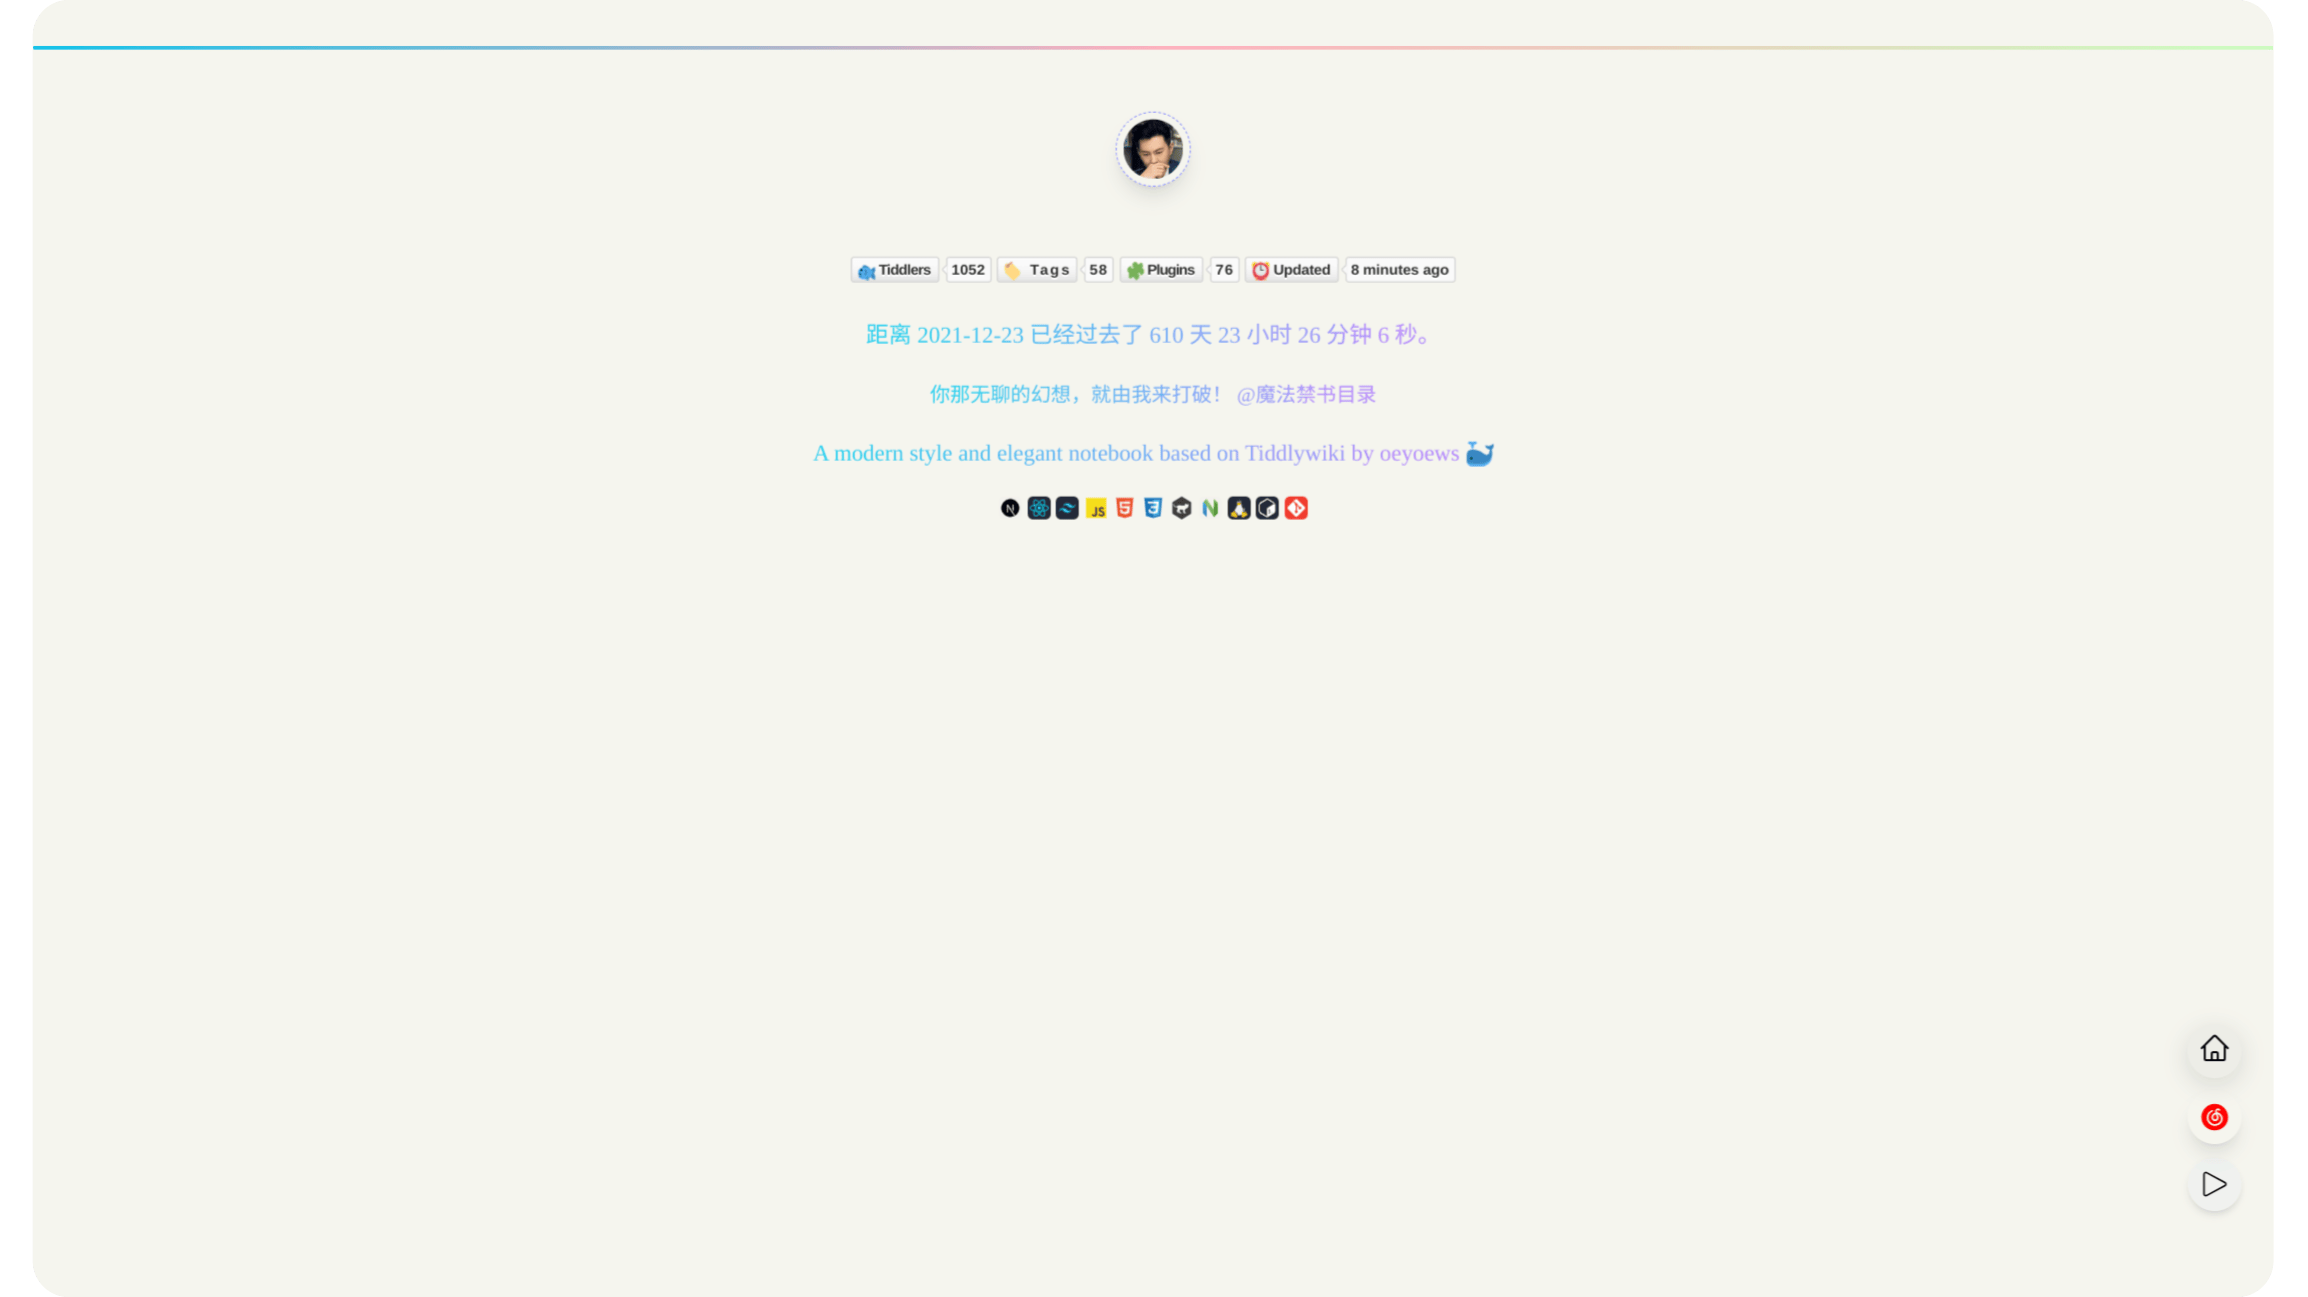 Tiddlers 1052 Tags 58 Plugins 76 Updated 8 minutes ago
距离 2021-12-23 已经过去了 610 天 23 小时 26 分钟 6 秒。
你那无聊的幻想，就由我来打破！ @魔法禁书目录
A modern style and elegant notebook based on Tiddlywiki by oeyoews
N JS 5 3 N